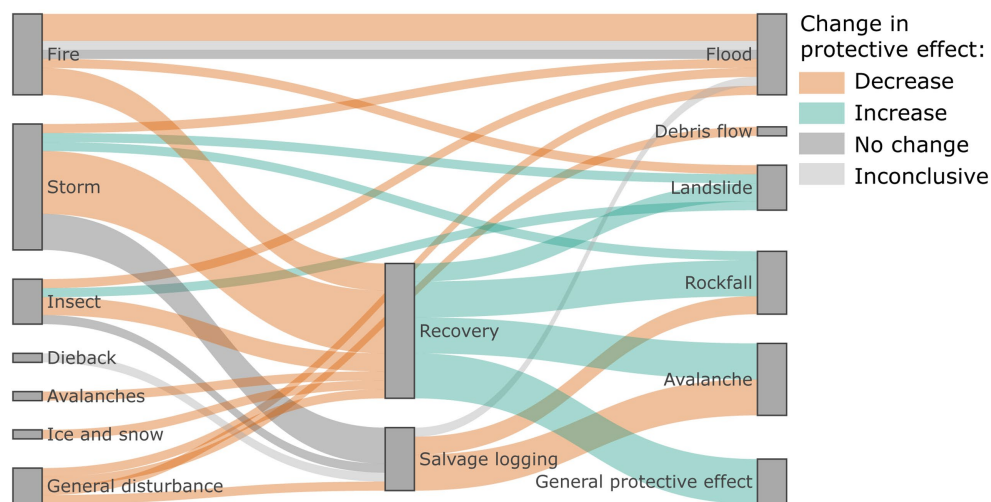 Change in
protective effect:
Decrease
Increase
No change
Inconclusive
Fire
Storm
Insect
Dieback
Avalanches
Ice and snow
General disturbance
Recovery
Salvage logging
Flood
Debris flow
Landslide
Rockfall
Avalanche
General protective effect